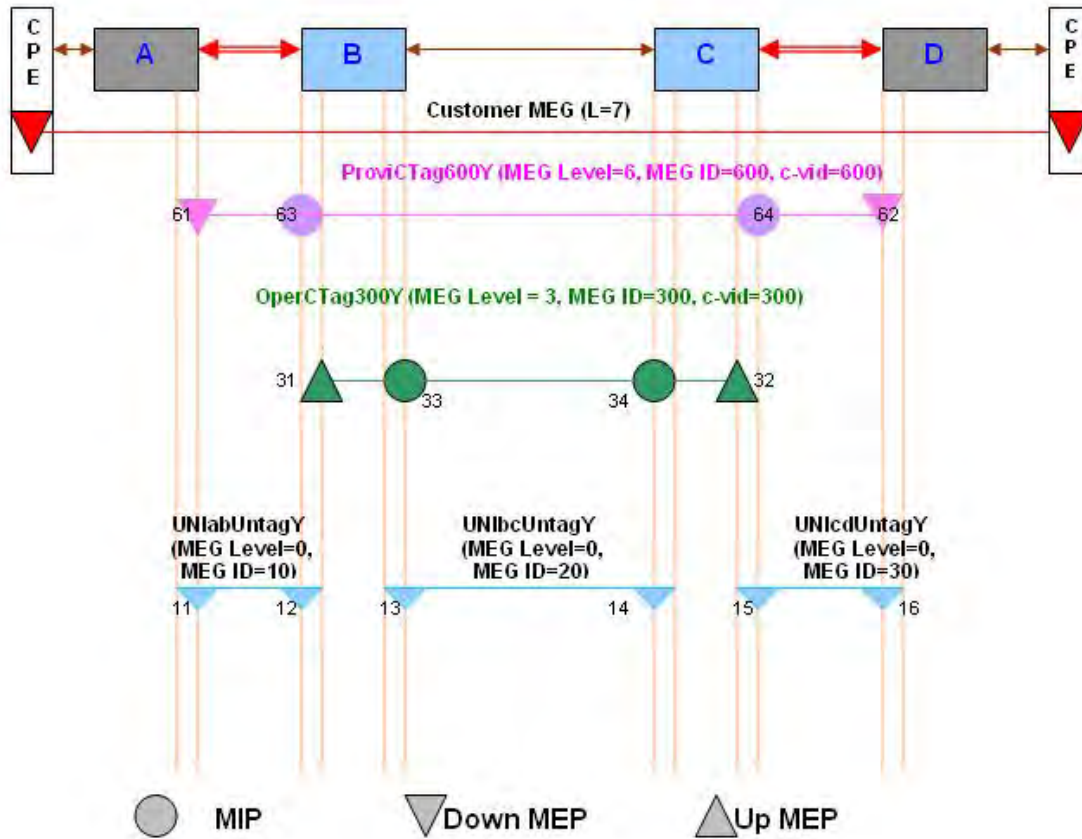 C
P
E
A
B
C
D
C
P
E
Customer MEG (L=7)
ProviCTag600Y (MEG Level=6, MEG ID=600, c-vid=600)
61
63
64
62
OperCTag300Y (MEG Level = 3, MEG ID=300, c-vid=300)
31
33
34
32
UNIabUntagY
(MEG Level=0,
MEG ID=10)
UNIbcUntagY
(MEG Level=0,
MEG ID=20)
UNIcdUntagY
(MEG Level=0,
MEG ID=30)
11
12
13
14
15
16
MIP
Down MEP
Up MEP